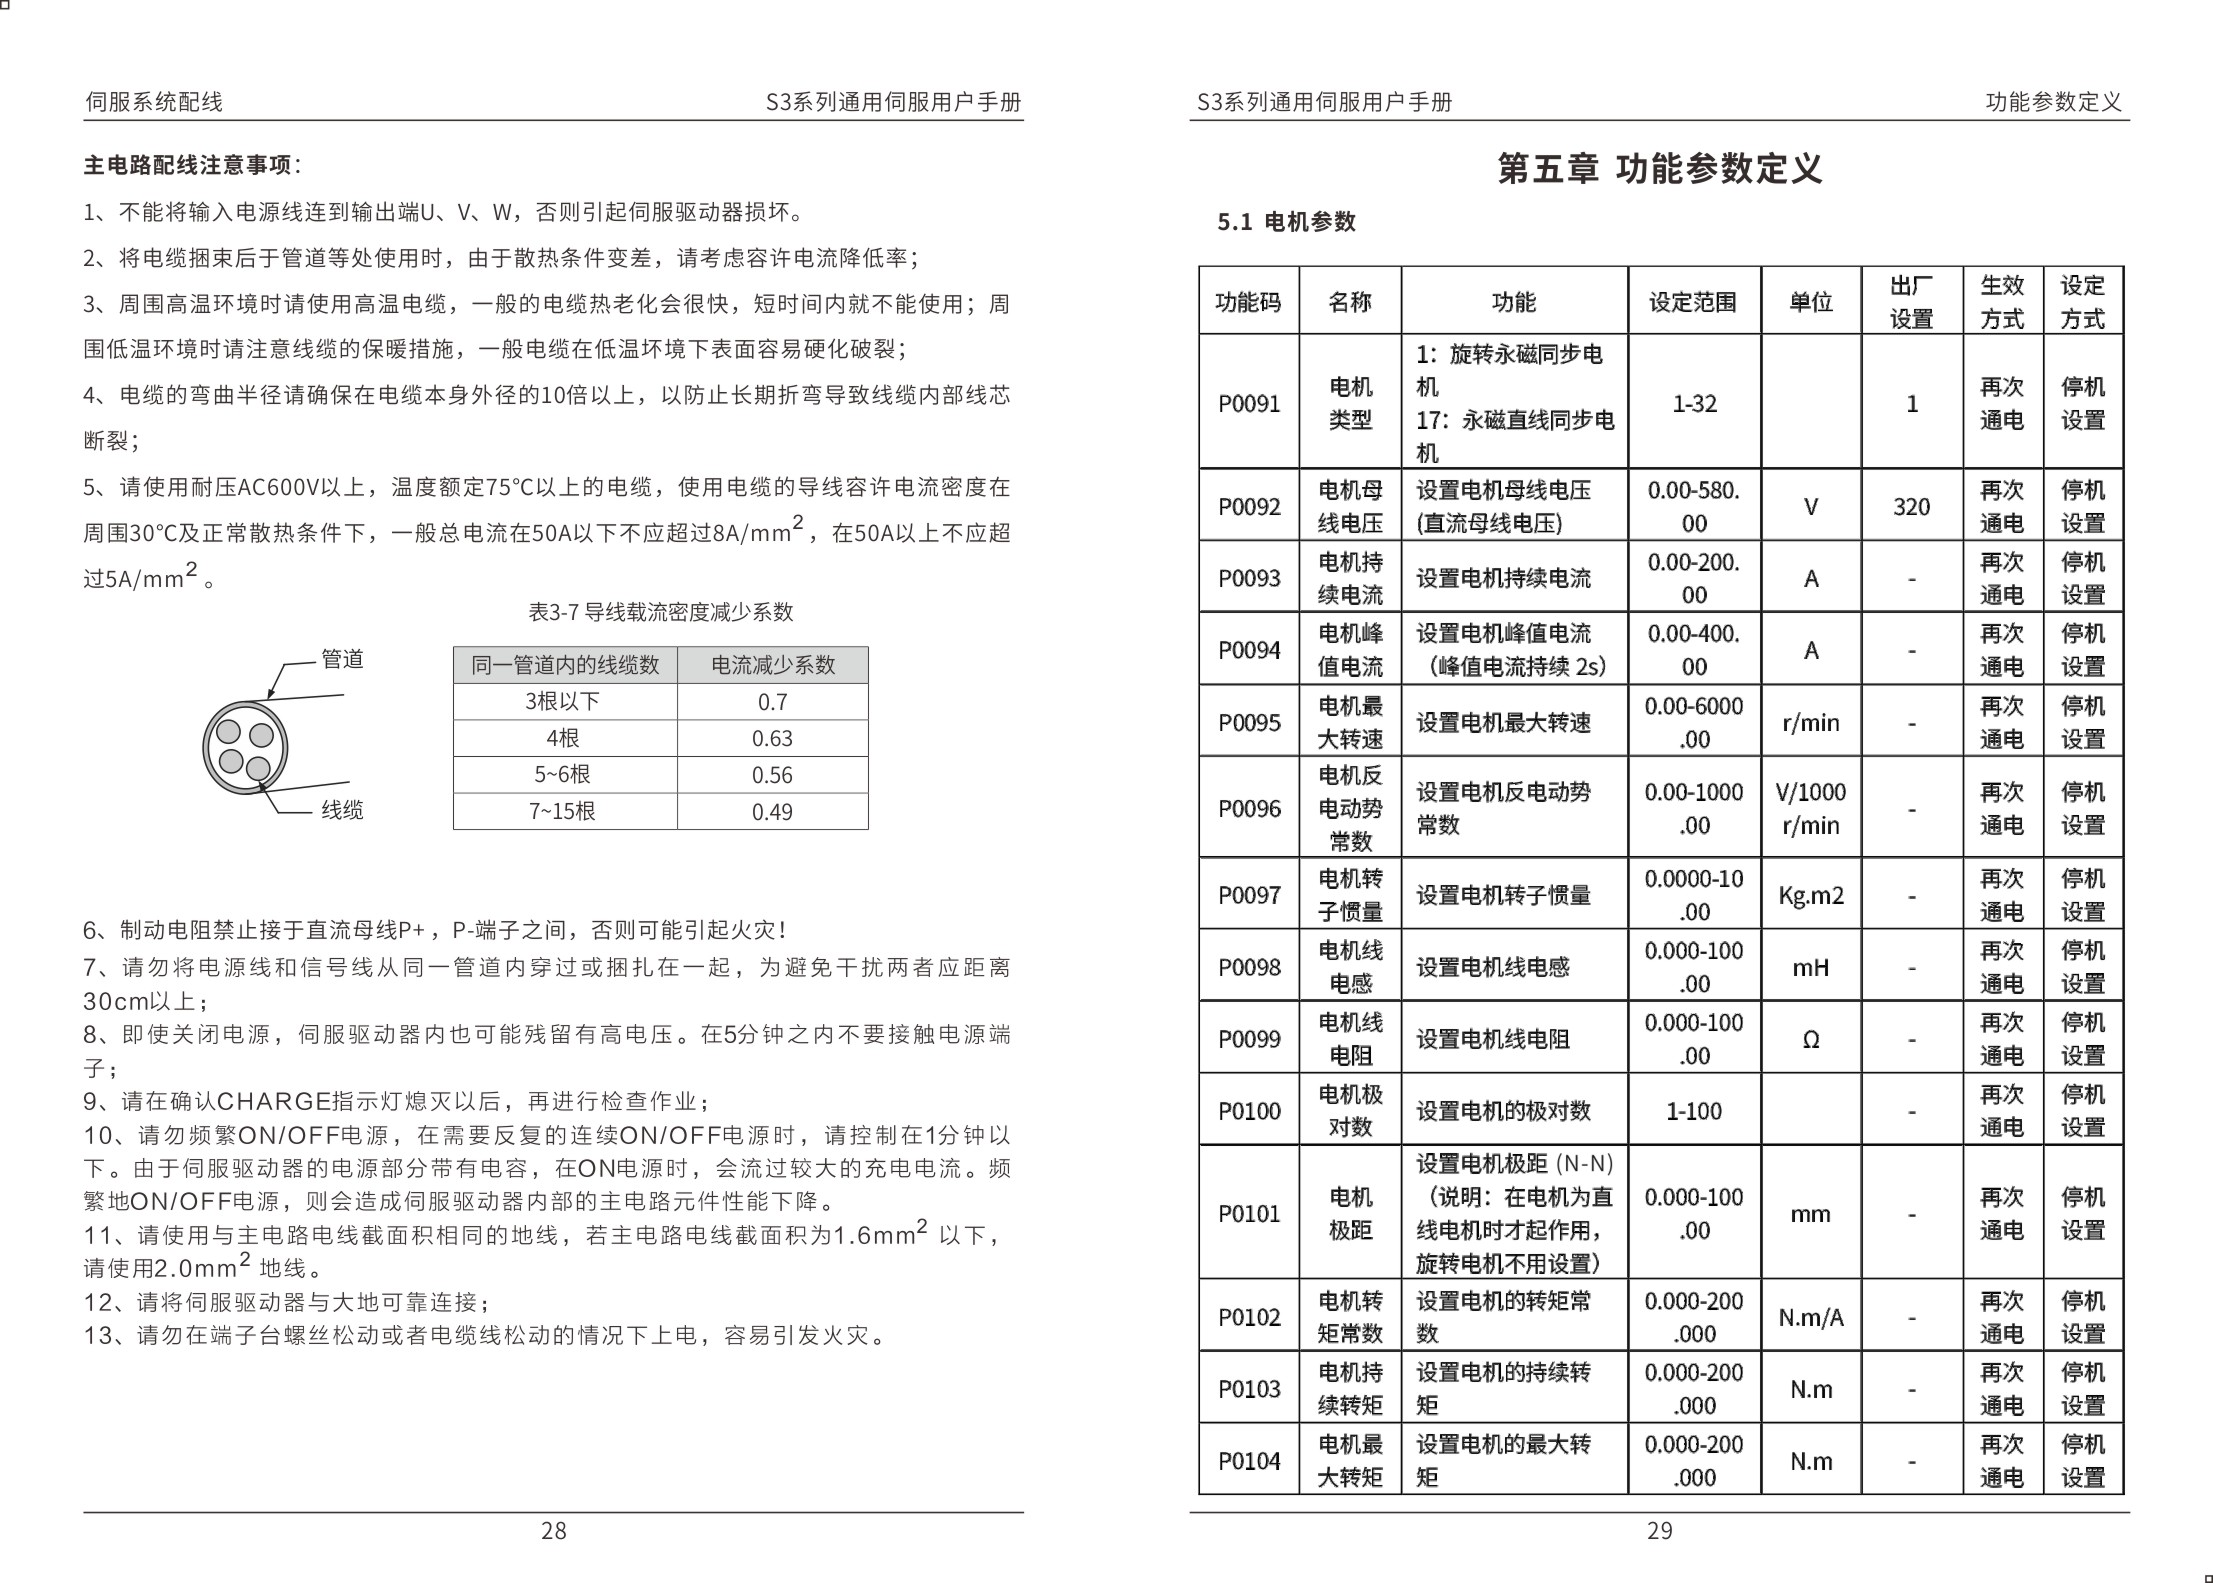 伺服系统配线
S3系列通用伺服用户手册
主电路配线注意事项：
1、不能将输入电源线连到输出端U、V、W，否则引起伺服驱动器损坏。
2、将电缆捆束后于管道等处使用时，由于散热条件变差，请考虑容许电流降低率；
3、周围高温环境时请使用高温电缆，一般的电缆热老化会很快，短时间内就不能使用；周
围低温环境时请注意线缆的保暖措施，一般电缆在低温坏境下表面容易硬化破裂；
4、电缆的弯曲半径请确保在电缆本身外径的10倍以上，以防止长期折弯导致线缆内部线芯
断裂；
5、请使用耐压AC600V以上，温度额定75℃以上的电缆，使用电缆的导线容许电流密度在
周围30℃及正常散热条件下，一般总电流在50A以下不应超过8A/mm²，在50A以上不应超
过5A/mm²。
表3-7 导线载流密度减少系数
管道
线缆
同一管道内的线缆数 电流减少系数
3根以下 0.7
4根 0.63
5~6根 0.56
7~15根 0.49
6、制动电阻禁止接于直流母线P+，P-端子之间，否则可能引起火灾！
7、请勿将电源线和信号线从同一管道内穿过或捆扎在一起，为避免干扰两者应距离
30cm以上；
8、即使关闭电源，伺服驱动器内也可能残留有高电压。在5分钟之内不要接触电源端
子；
9、请在确认CHARGE指示灯熄灭以后，再进行检查作业；
10、请勿频繁ON/OFF电源，在需要反复的连续ON/OFF电源时，请控制在1分钟以
下。由于伺服驱动器的电源部分带有电容，在ON电源时，会流过较大的充电电流。频
繁地ON/OFF电源，则会造成伺服驱动器内部的主电路元件性能下降。
11、请使用与主电路电线截面积相同的地线，若主电路电线截面积为1.6mm² 以下，
请使用2.0mm² 地线。
12、请将伺服驱动器与大地可靠连接；
13、请勿在端子台螺丝松动或者电缆线松动的情况下上电，容易引发火灾。
28
S3系列通用伺服用户手册
功能参数定义
第五章 功能参数定义
5.1 电机参数
功能码 名称 功能 设定范围 单位 出厂设置 生效方式 设定方式
P0091 电机类型 1：旋转永磁同步电机 17：永磁直线同步电机 1-32 1 再次通电 停机设置
P0092 电机母线电压 设置电机母线电压(直流母线电压) 0.00-580.00 V 320 再次通电 停机设置
P0093 电机持续电流 设置电机持续电流 0.00-200.00 A - 再次通电 停机设置
P0094 电机峰值电流 设置电机峰值电流（峰值电流持续 2s） 0.00-400.00 A - 再次通电 停机设置
P0095 电机最大转速 设置电机最大转速 0.00-6000.00 r/min - 再次通电 停机设置
P0096 电机反电动势常数 设置电机反电动势常数 0.00-1000.00 V/1000r/min - 再次通电 停机设置
P0097 电机转子惯量 设置电机转子惯量 0.0000-10.00 Kg.m2 - 再次通电 停机设置
P0098 电机线电感 设置电机线电感 0.000-100.00 mH - 再次通电 停机设置
P0099 电机线电阻 设置电机线电阻 0.000-100.00 Ω - 再次通电 停机设置
P0100 电机极对数 设置电机的极对数 1-100 - 再次通电 停机设置
P0101 电机极距 设置电机极距 (N-N)（说明：在电机为直线电机时才起作用，旋转电机不用设置） 0.000-100.00 mm - 再次通电 停机设置
P0102 电机转矩常数 设置电机的转矩常数 0.000-200.000 N.m/A - 再次通电 停机设置
P0103 电机持续转矩 设置电机的持续转矩 0.000-200.000 N.m - 再次通电 停机设置
P0104 电机最大转矩 设置电机的最大转矩 0.000-200.000 N.m - 再次通电 停机设置
29